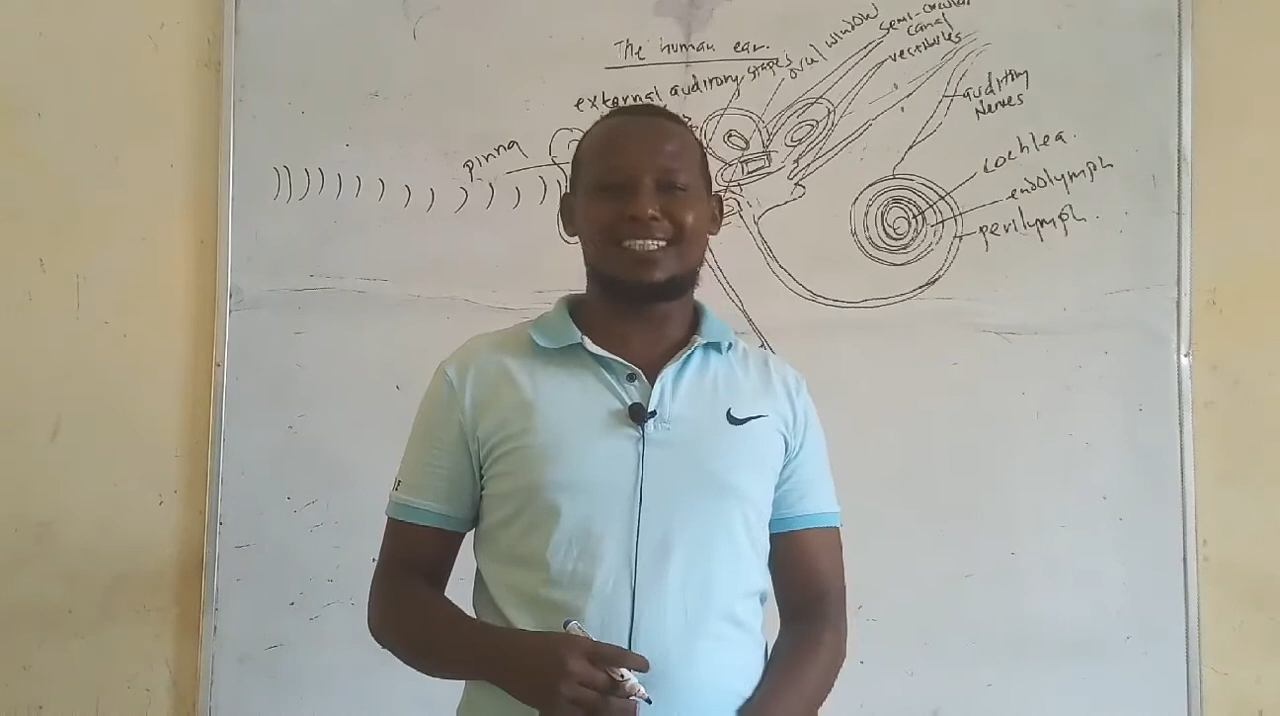 The human ear.
external auditory
stapes
oval window
semi-circular
canal
vestibules
auditory
nerves
pinna
cochlea.
endolymph
perilymph.